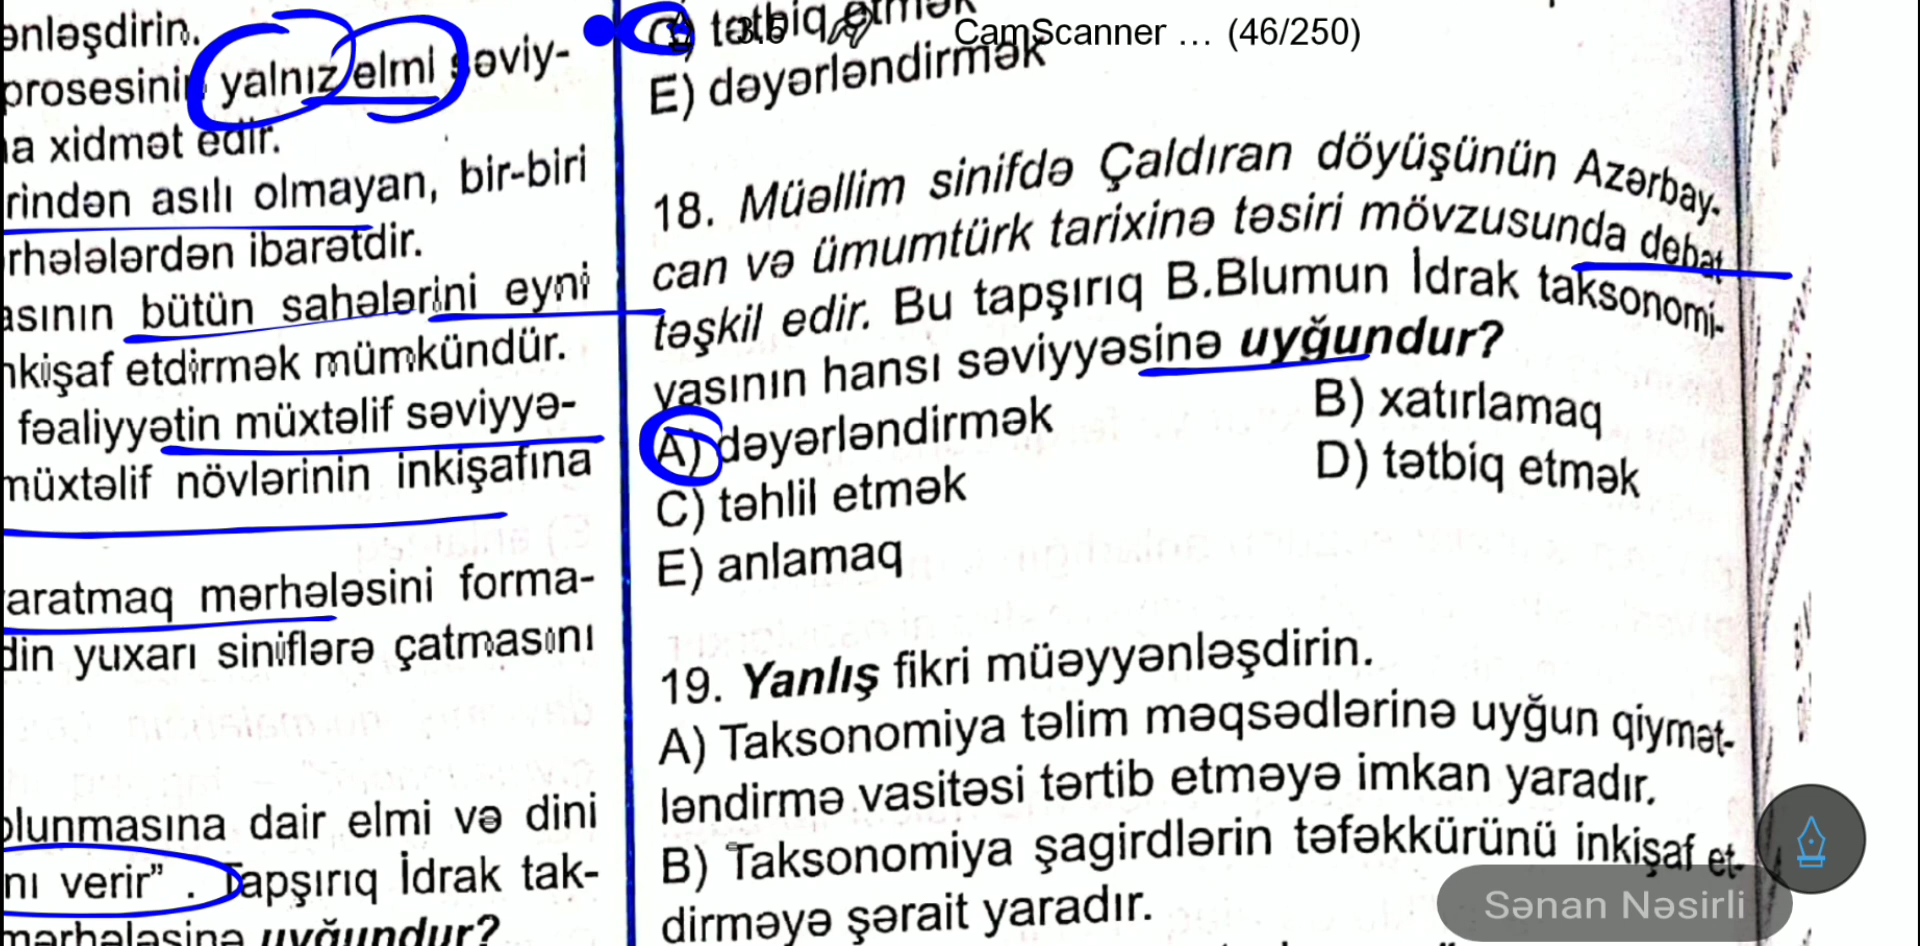 ənləşdirin.
prosesinin yalnız elmi səviy-
a xidmət edir.
rindən asılı olmayan, bir-biri
rhələlərdən ibarətdir.
asının bütün sahələrini eyni
nkişaf etdirmək mümkündür.
fəaliyyətin müxtəlif səviyyə-
müxtəlif növlərinin inkişafına
aratmaq mərhələsini forma-
din yuxarı siniflərə çatmasını
olunmasına dair elmi və dini
nı verir” . Tapşırıq İdrak tak-
mərhələsinə uyğundur?
C) tətbiq etmək
CamScanner ... (46/250)
E) dəyərləndirmək
18. Müəllim sinifdə Çaldıran döyüşünün Azərbay-
can və ümumtürk tarixinə təsiri mövzusunda debat
təşkil edir. Bu tapşırıq B.Blumun İdrak taksonomi-
yasının hansı səviyyəsinə uyğundur?
A) dəyərləndirmək
B) xatırlamaq
C) təhlil etmək
D) tətbiq etmək
E) anlamaq
19. Yanlış fikri müəyyənləşdirin.
A) Taksonomiya təlim məqsədlərinə uyğun qiymət-
ləndirmə vasitəsi tərtib etməyə imkan yaradır.
B) Taksonomiya şagirdlərin təfəkkürünü inkişaf et-
dirməyə şərait yaradır.
Sənan Nəsirli